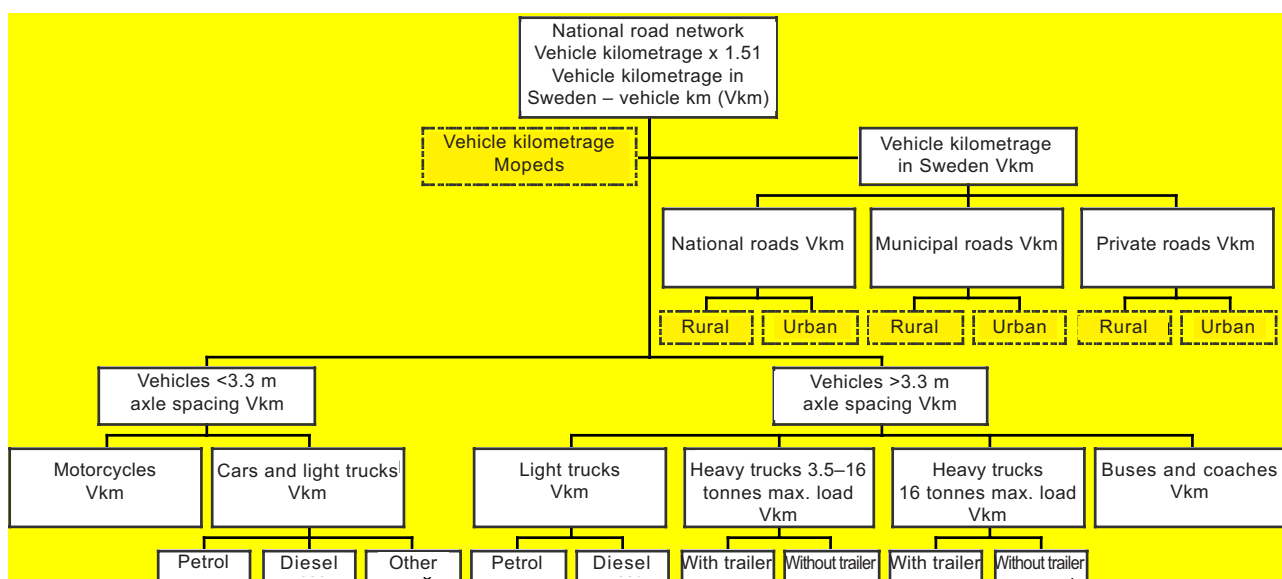 National road network
Vehicle kilometrage x 1.51
Vehicle kilometrage in
Sweden – vehicle km (Vkm)
Vehicle kilometrage
Mopeds
Vehicle kilometrage
in Sweden Vkm
National roads Vkm
Municipal roads Vkm
Private roads Vkm
Rural
Urban
Rural
Urban
Rural
Urban
Vehicles <3.3 m
axle spacing Vkm
Vehicles >3.3 m
axle spacing Vkm
Motorcycles
Vkm
Cars and light trucks
Vkm
Light trucks
Vkm
Heavy trucks 3.5–16
tonnes max. load
Vkm
Heavy trucks
16 tonnes max. load
Vkm
Buses and coaches
Vkm
Petrol
Diesel
Other
Petrol
Diesel
With trailer
Without trailer
With trailer
Without trailer